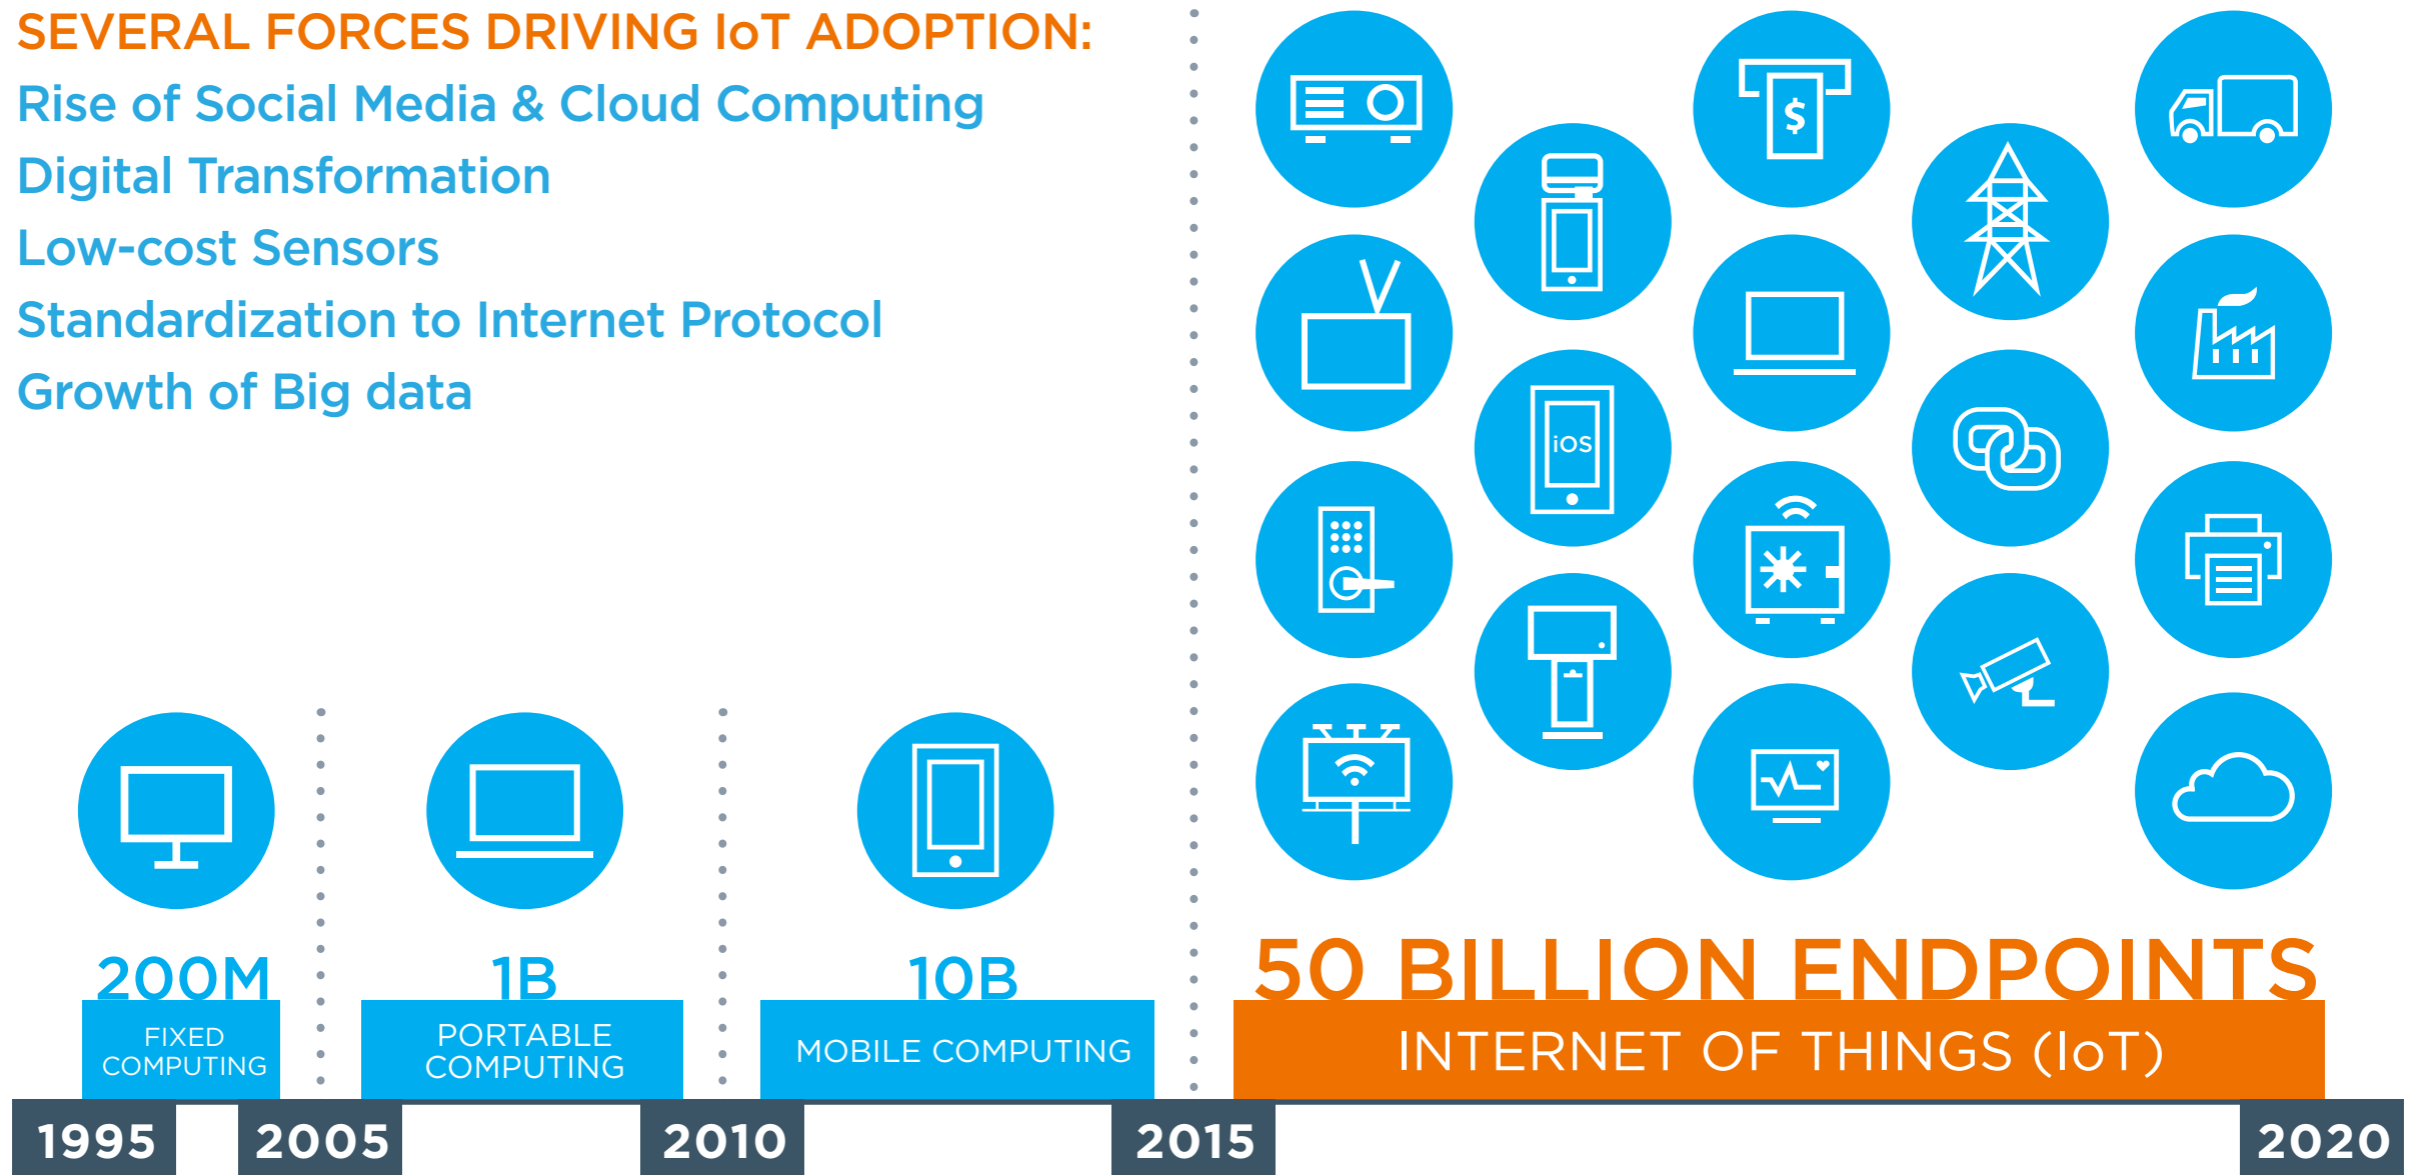 SEVERAL FORCES DRIVING IoT ADOPTION:
Rise of Social Media & Cloud Computing
Digital Transformation
Low-cost Sensors
Standardization to Internet Protocol
Growth of Big data
$
iOS
200M
FIXED
COMPUTING
1B
PORTABLE
COMPUTING
10B
MOBILE COMPUTING
50 BILLION ENDPOINTS
INTERNET OF THINGS (IoT)
1995
2005
2010
2015
2020